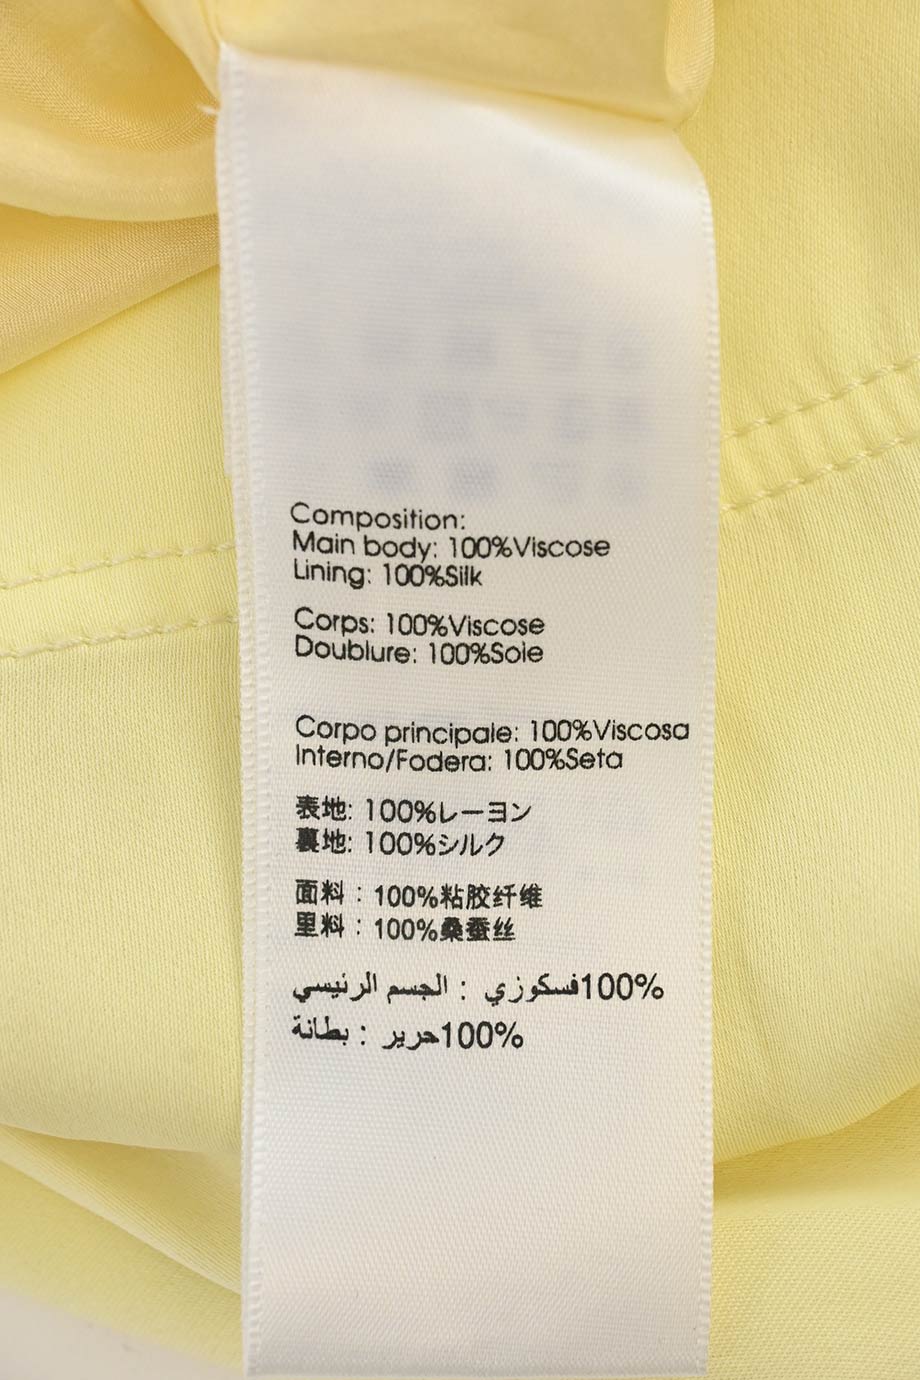 Composition:
Main body: 100%Viscose
Lining: 100%Silk
Corps: 100%Viscose
Doublure: 100%Soie
Corpo principale: 100%Viscosa
Interno/Fodera: 100%Seta
表地: 100%レーヨン
裏地: 100%シルク
面料：100%粘胶纤维
里料：100%桑蚕丝
100%فسكوزي : الجسم الرئيسي
100%حرير : بطانة